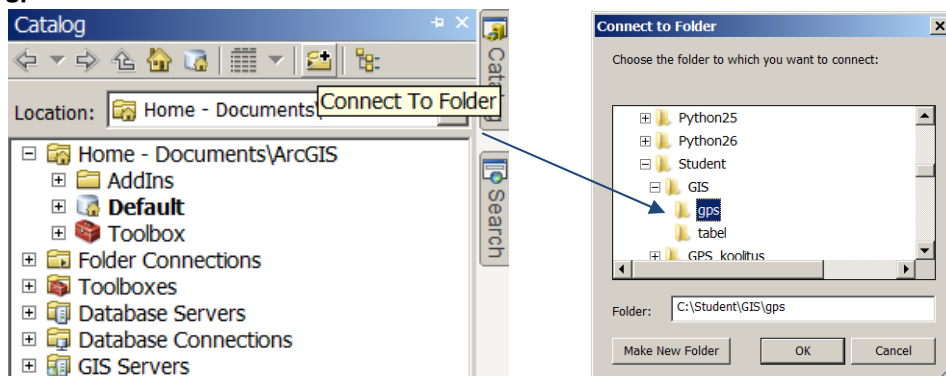 Catalog
Connect To Folder
Location: Home - Documents\
Home - Documents\ArcGIS
AddIns
Default
Toolbox
Folder Connections
Toolboxes
Database Servers
Database Connections
GIS Servers
Search
Connect to Folder
Choose the folder to which you want to connect:
Python25
Python26
Student
GIS
gps
tabel
GPS_koolitus
Folder: C:\Student\GIS\gps
Make New Folder OK Cancel